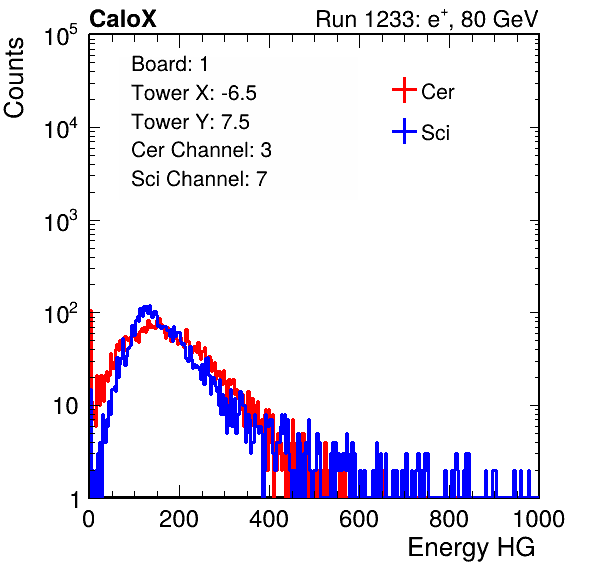 CaloX Run 1233: e⁺, 80 GeV
Counts
10⁵
10⁴
10³
10²
10
1
Board: 1
Tower X: -6.5
Tower Y: 7.5
Cer Channel: 3
Sci Channel: 7
Cer
Sci
0 200 400 600 800 1000
Energy HG